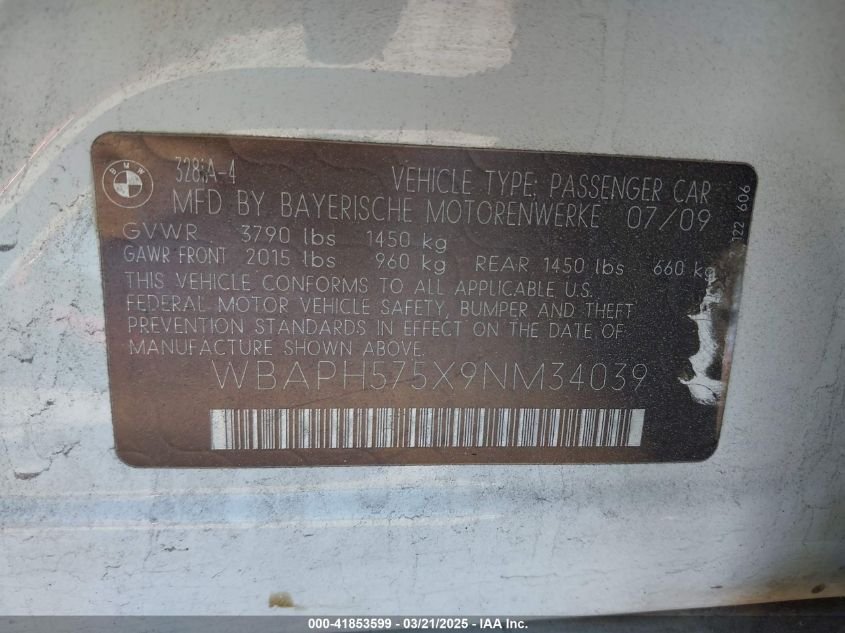 BMW
328iA-4 VEHICLE TYPE: PASSENGER CAR
MFD BY BAYERISCHE MOTORENWERKE 07/09
GVWR 3790 lbs 1450 kg
GAWR FRONT 2015 lbs 960 kg REAR 1450 lbs 660 kg
THIS VEHICLE CONFORMS TO ALL APPLICABLE U.S.
FEDERAL MOTOR VEHICLE SAFETY, BUMPER AND THEFT
PREVENTION STANDARDS IN EFFECT ON THE DATE OF
MANUFACTURE SHOWN ABOVE.
WBAPH575X9NM34039
122 606
000-41853599 - 03/21/2025 - IAA Inc.